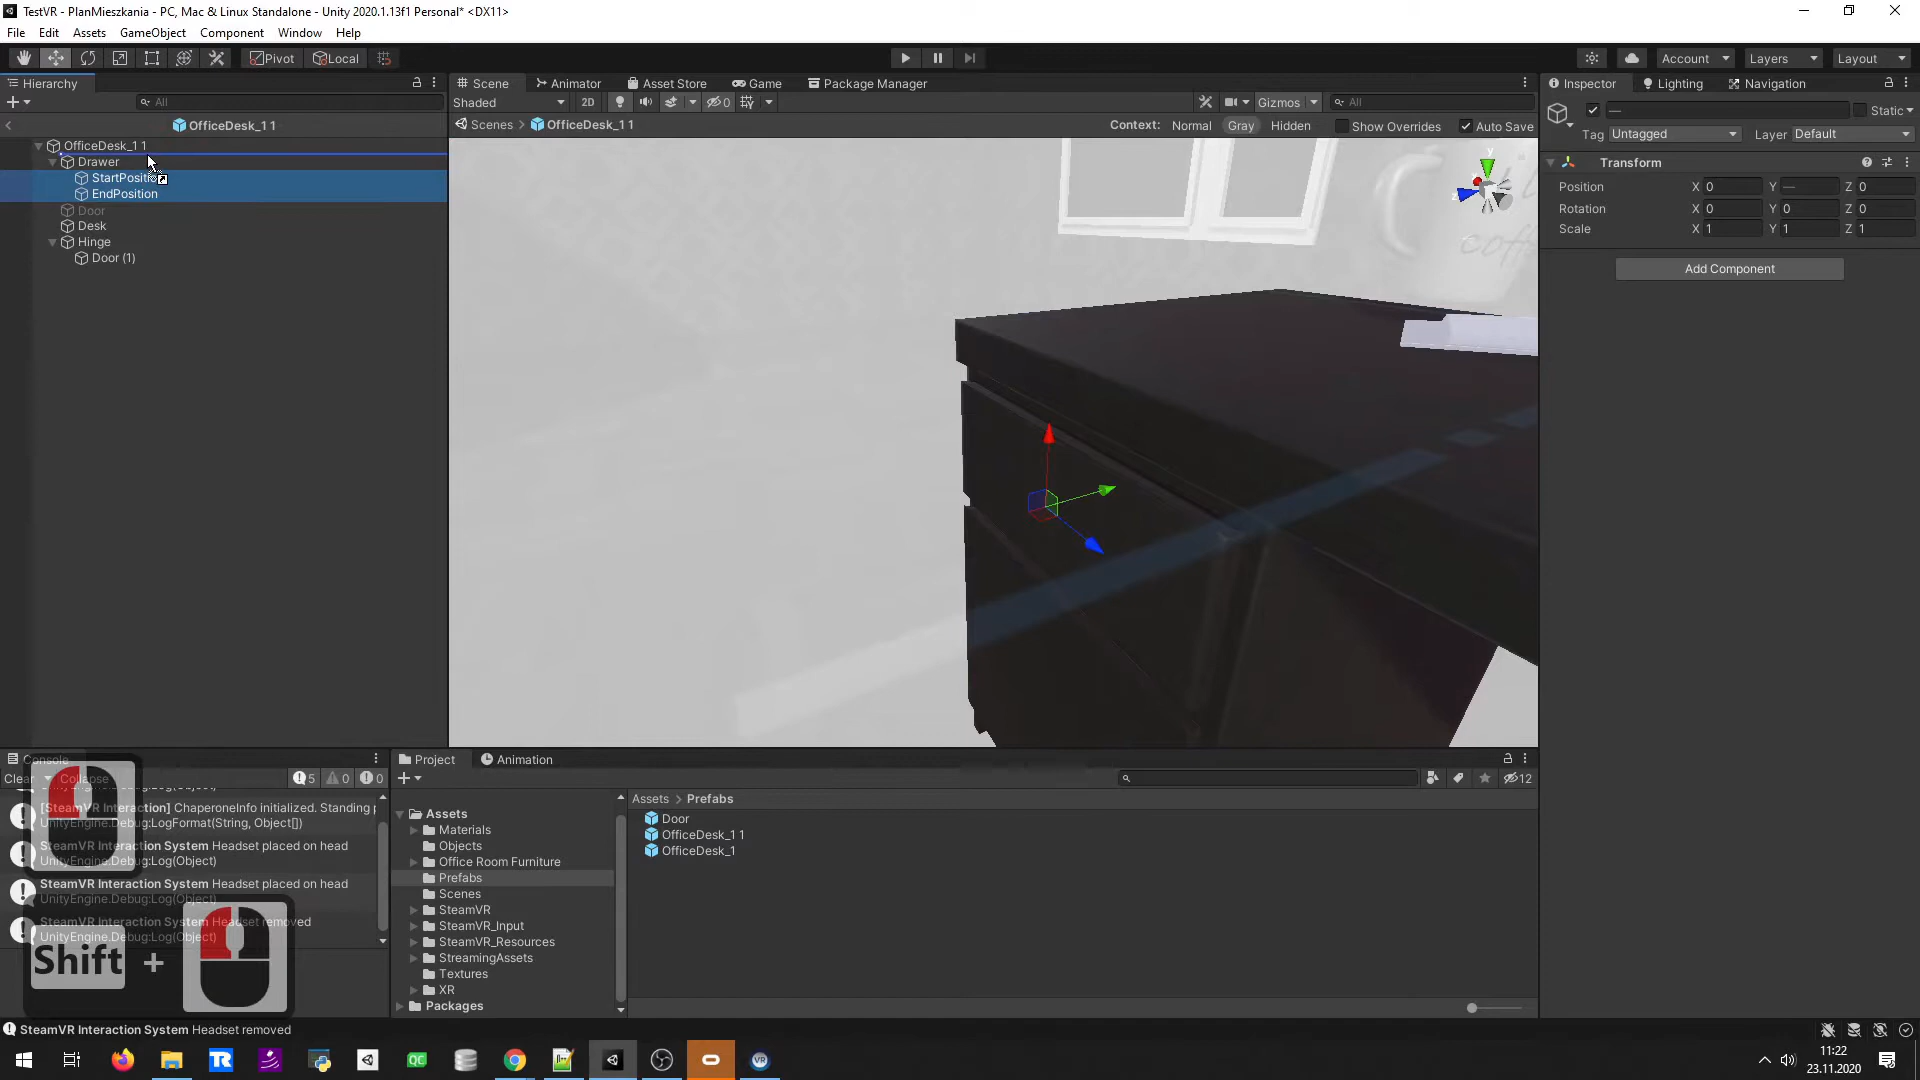 TestVR - PlanMieszkania - PC, Mac & Linux Standalone - Unity 2020.1.13f1 Personal* <DX11>
File Edit Assets GameObject Component Window Help
Pivot Local Account Layers Layout
Hierarchy
All
OfficeDesk_1 1
OfficeDesk_1 1
Drawer
EndPosition
Door
Desk
Hinge
Door (1)
Scene Animator Asset Store Game Package Manager
Shaded 2D 0 Gizmos All
Scenes OfficeDesk_1 1 Context: Normal Gray Hidden Show Overrides Auto Save
y
z
coff
Inspector Lighting Navigation
— Static
Tag Untagged Layer Default
Transform
Position X 0 Y — Z 0
Rotation X 0 Y 0 Z 0
Scale X 1 Y 1 Z 1
Add Component
Console
Clear Collapse 5 0 0
[SteamVR Interaction] ChaperoneInfo initialized. Standing
UnityEngine.Debug:LogFormat(String, Object[])
SteamVR Interaction System Headset placed on head
UnityEngine.Debug:Log(Object)
SteamVR Interaction System Headset placed on head
UnityEngine.Debug:Log(Object)
SteamVR Interaction System Headset removed
UnityEngine.Debug:Log(Object)
Shift +
Project Animation
12
Assets
Materials
Objects
Office Room Furniture
Prefabs
Scenes
SteamVR
SteamVR_Input
SteamVR_Resources
StreamingAssets
Textures
XR
Packages
Assets > Prefabs
Door
OfficeDesk_1 1
OfficeDesk_1
SteamVR Interaction System Headset removed
TR
QC
VR
11:22
23.11.2020